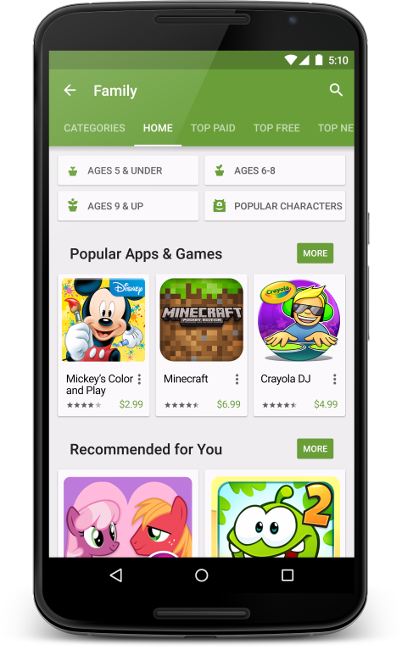 5:10
Family
CATEGORIES HOME TOP PAID TOP FREE TOP NE
AGES 5 & UNDER
AGES 6-8
AGES 9 & UP
POPULAR CHARACTERS
Popular Apps & Games
MORE
Disney
MINECRAFT
POCKET EDITION
Crayola
Mickey's Color
and Play
$2.99
Minecraft
$6.99
Crayola DJ
$4.99
Recommended for You
MORE
2